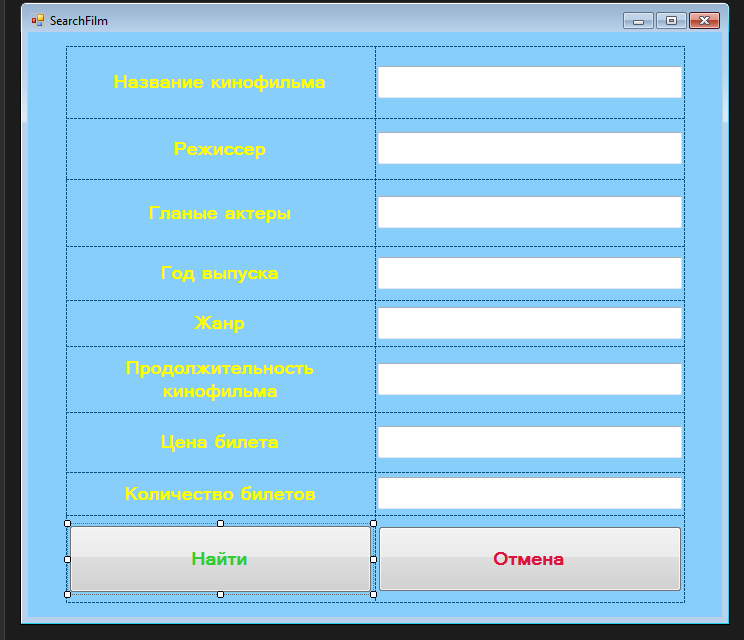 SearchFilm
Название кинофильма
Режиссер
Гланые актеры
Год выпуска
Жанр
Продолжительность
кинофильма
Цена билета
Количество билетов
Найти
Отмена